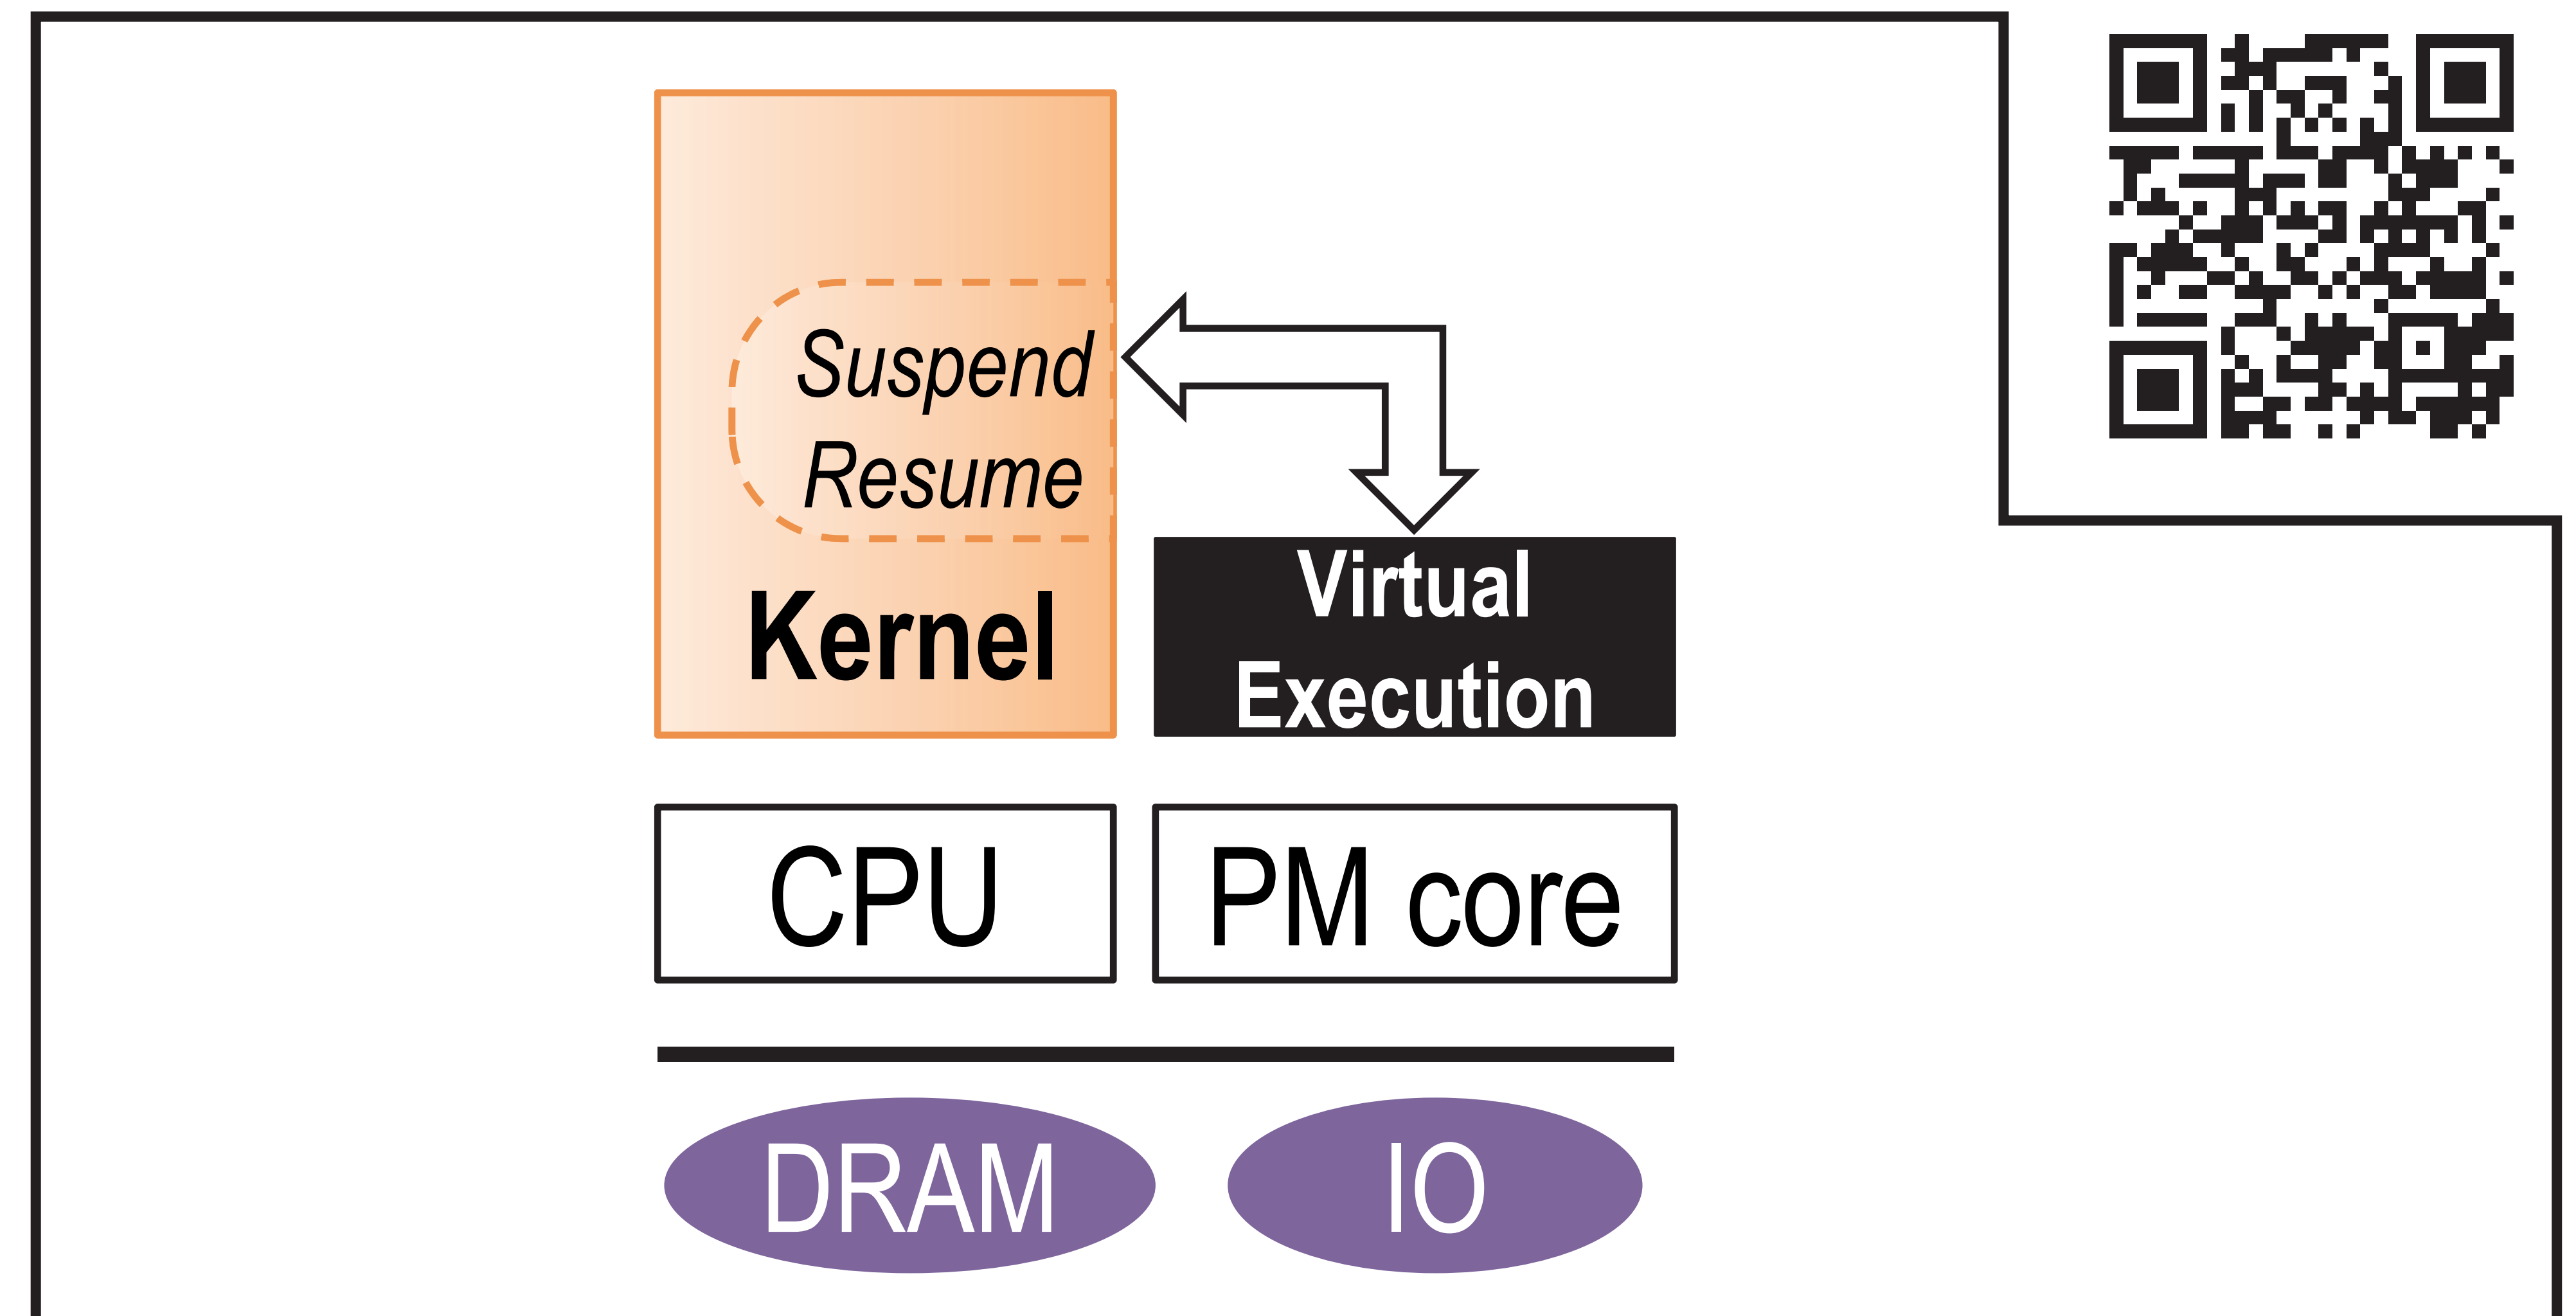 Suspend
Resume
Kernel
Virtual
Execution
CPU
PM core
DRAM
IO